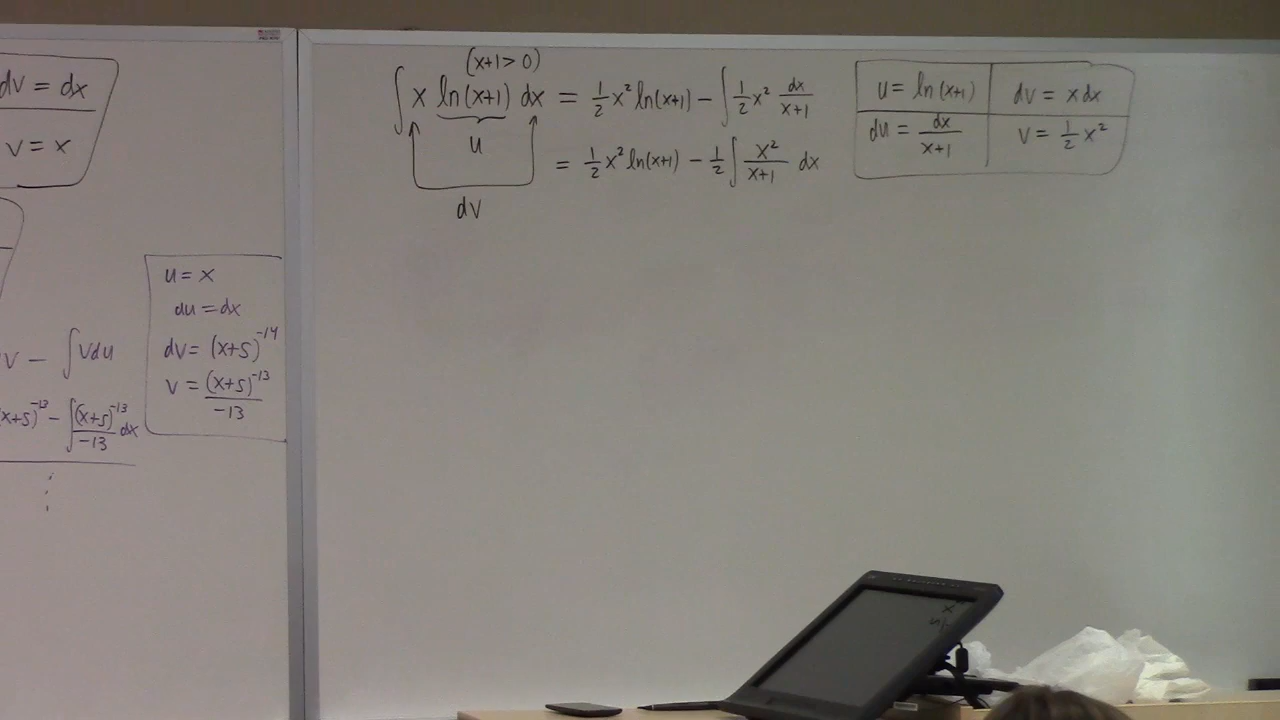 dv = dx
v = x
v − ∫ v du
x+5)⁻¹³ − ∫ (x+5)⁻¹³/−13 dx
⋮
u = x
du = dx
dv = (x+5)⁻¹⁴
v = (x+5)⁻¹³/−13
(x+1 > 0)
∫ x ln(x+1) dx = ½ x² ln(x+1) − ∫ ½ x² dx/x+1
u
= ½ x² ln(x+1) − ½ ∫ x²/x+1 dx
dv
u = ln(x+1) | dv = x dx
du = dx/x+1 | v = ½ x²